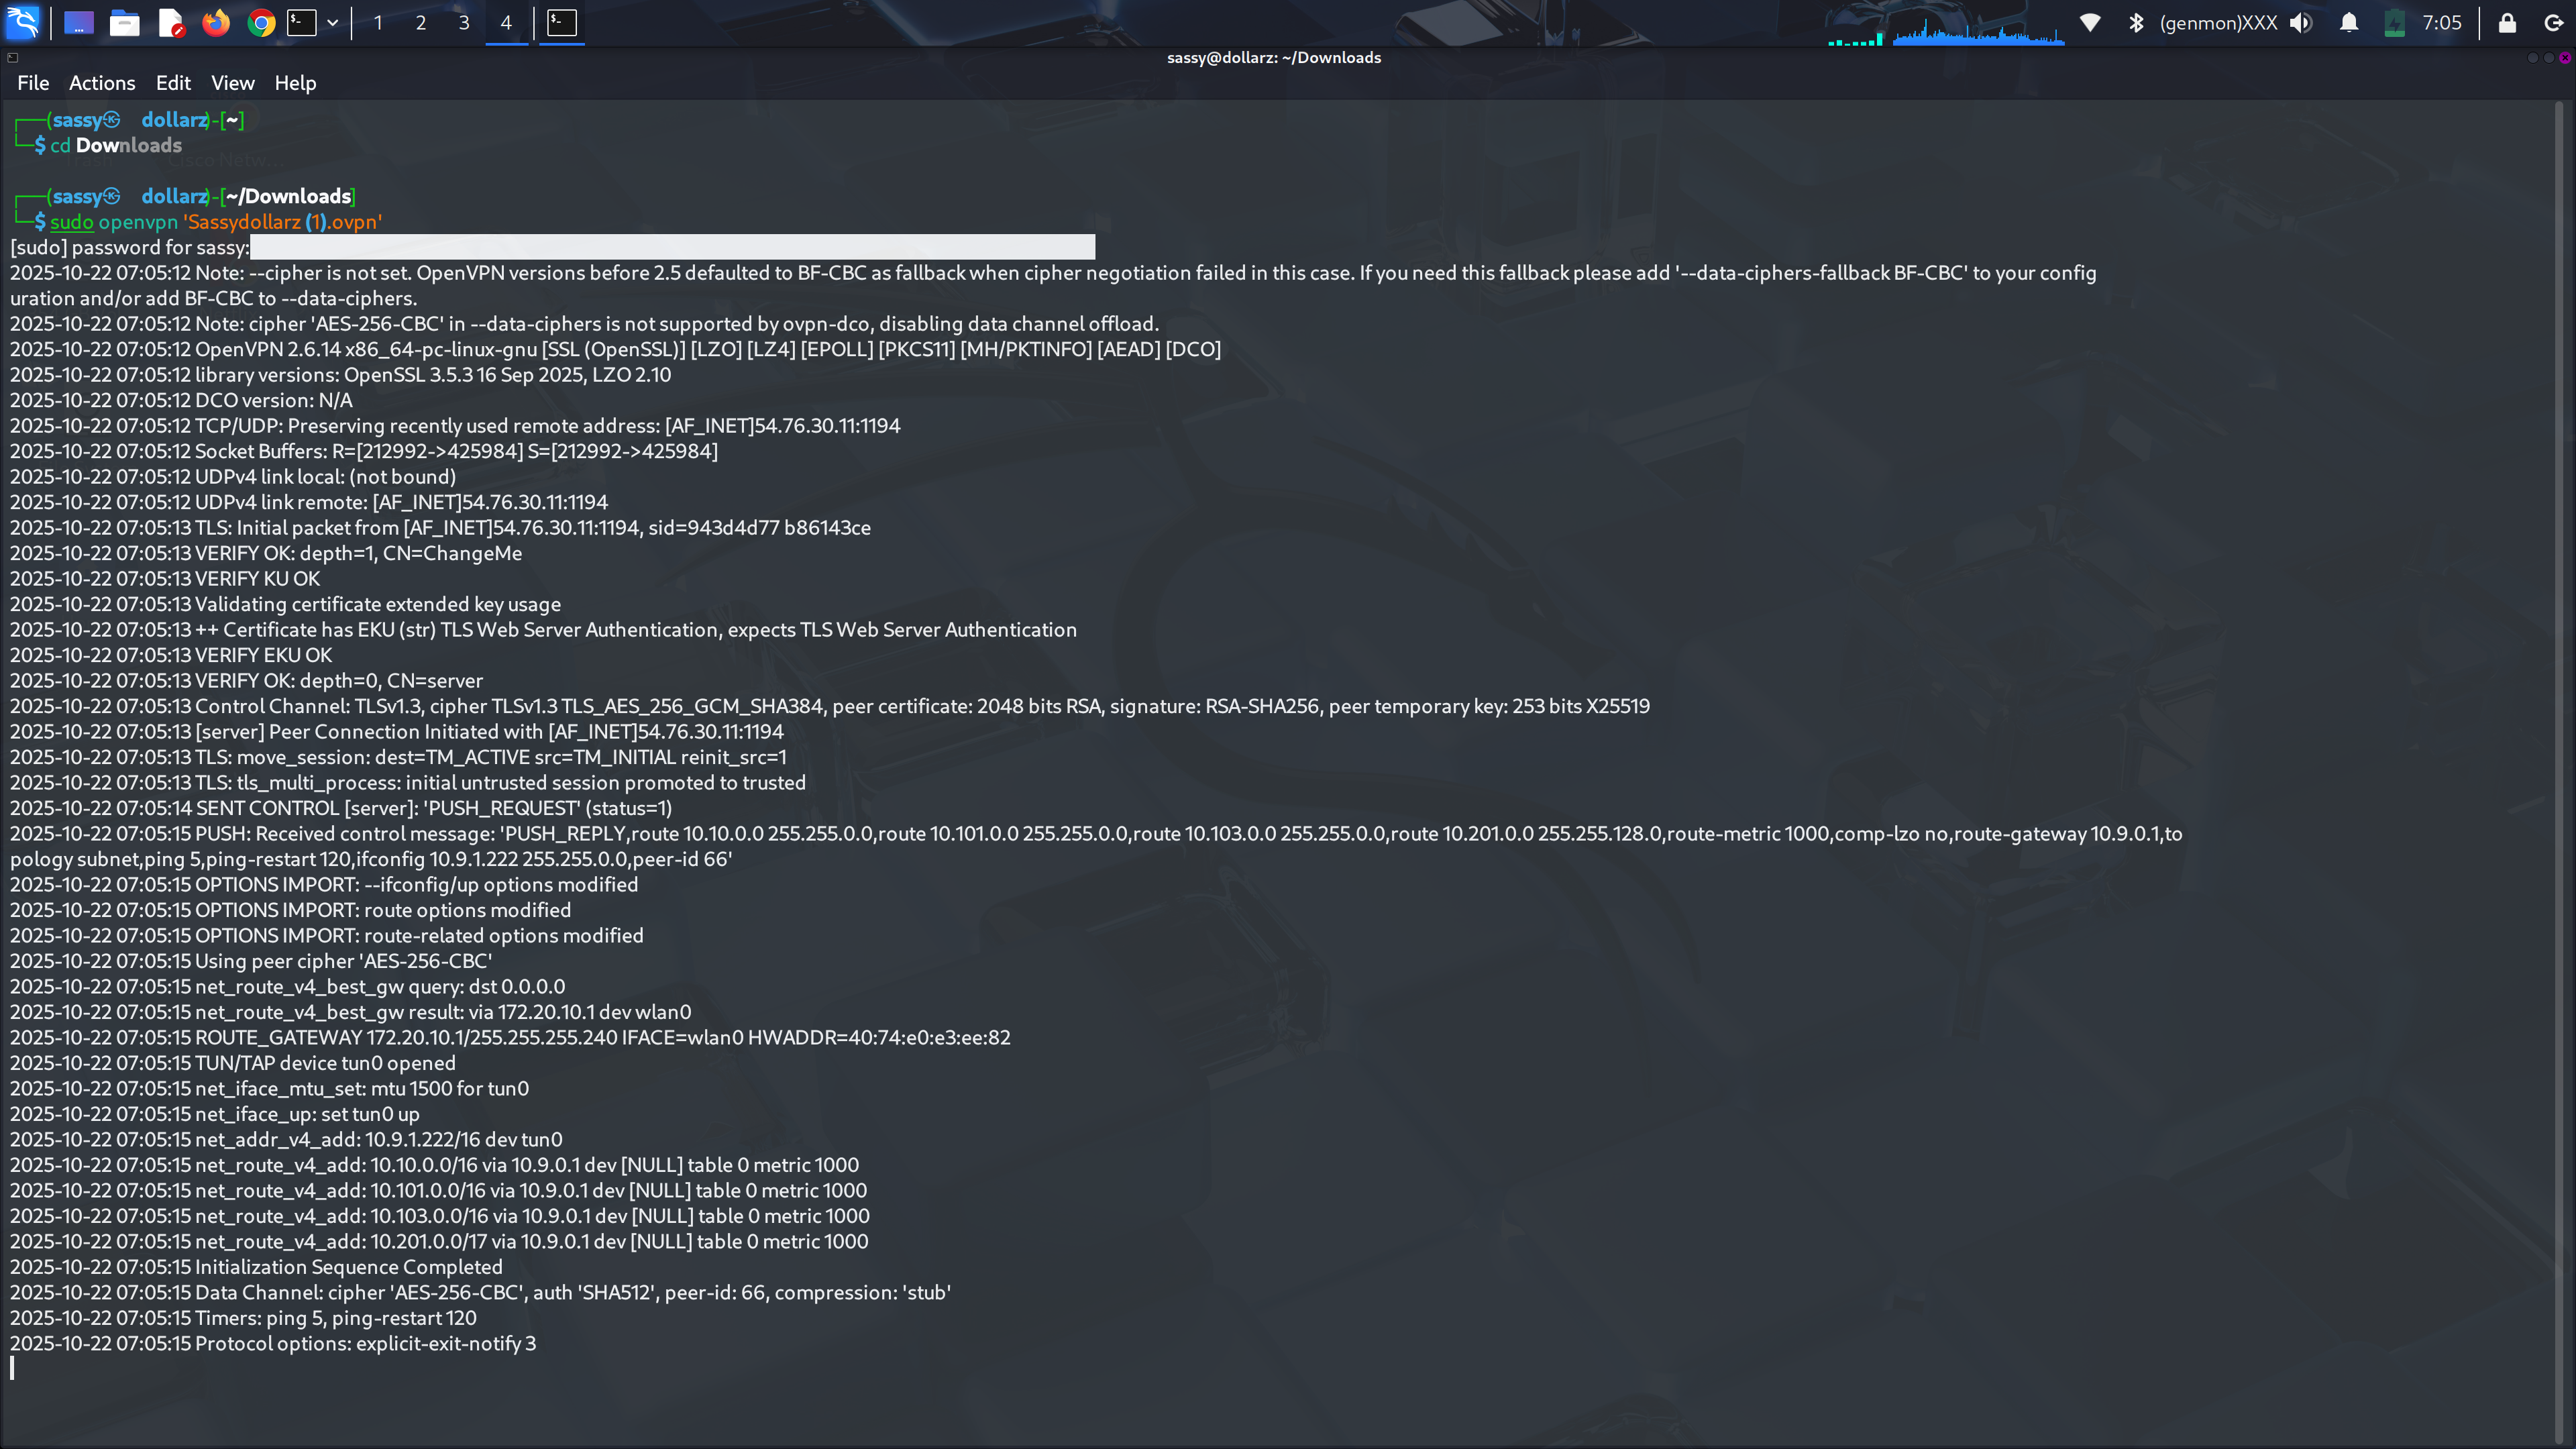 1 2 3 4 (genmon)XXX 7:05
sassy@dollarz: ~/Downloads
File Actions Edit View Help
┌──(sassy㉿ dollarz)-[~]
└─$ cd Downloads
┌──(sassy㉿ dollarz)-[~/Downloads]
└─$ sudo openvpn 'Sassydollarz (1).ovpn'
[sudo] password for sassy:
2025-10-22 07:05:12 Note: --cipher is not set. OpenVPN versions before 2.5 defaulted to BF-CBC as fallback when cipher negotiation failed in this case. If you need this fallback please add '--data-ciphers-fallback BF-CBC' to your config
uration and/or add BF-CBC to --data-ciphers.
2025-10-22 07:05:12 Note: cipher 'AES-256-CBC' in --data-ciphers is not supported by ovpn-dco, disabling data channel offload.
2025-10-22 07:05:12 OpenVPN 2.6.14 x86_64-pc-linux-gnu [SSL (OpenSSL)] [LZO] [LZ4] [EPOLL] [PKCS11] [MH/PKTINFO] [AEAD] [DCO]
2025-10-22 07:05:12 library versions: OpenSSL 3.5.3 16 Sep 2025, LZO 2.10
2025-10-22 07:05:12 DCO version: N/A
2025-10-22 07:05:12 TCP/UDP: Preserving recently used remote address: [AF_INET]54.76.30.11:1194
2025-10-22 07:05:12 Socket Buffers: R=[212992->425984] S=[212992->425984]
2025-10-22 07:05:12 UDPv4 link local: (not bound)
2025-10-22 07:05:12 UDPv4 link remote: [AF_INET]54.76.30.11:1194
2025-10-22 07:05:13 TLS: Initial packet from [AF_INET]54.76.30.11:1194, sid=943d4d77 b86143ce
2025-10-22 07:05:13 VERIFY OK: depth=1, CN=ChangeMe
2025-10-22 07:05:13 VERIFY KU OK
2025-10-22 07:05:13 Validating certificate extended key usage
2025-10-22 07:05:13 ++ Certificate has EKU (str) TLS Web Server Authentication, expects TLS Web Server Authentication
2025-10-22 07:05:13 VERIFY EKU OK
2025-10-22 07:05:13 VERIFY OK: depth=0, CN=server
2025-10-22 07:05:13 Control Channel: TLSv1.3, cipher TLSv1.3 TLS_AES_256_GCM_SHA384, peer certificate: 2048 bits RSA, signature: RSA-SHA256, peer temporary key: 253 bits X25519
2025-10-22 07:05:13 [server] Peer Connection Initiated with [AF_INET]54.76.30.11:1194
2025-10-22 07:05:13 TLS: move_session: dest=TM_ACTIVE src=TM_INITIAL reinit_src=1
2025-10-22 07:05:13 TLS: tls_multi_process: initial untrusted session promoted to trusted
2025-10-22 07:05:14 SENT CONTROL [server]: 'PUSH_REQUEST' (status=1)
2025-10-22 07:05:15 PUSH: Received control message: 'PUSH_REPLY,route 10.10.0.0 255.255.0.0,route 10.101.0.0 255.255.0.0,route 10.103.0.0 255.255.0.0,route 10.201.0.0 255.255.128.0,route-metric 1000,comp-lzo no,route-gateway 10.9.0.1,to
pology subnet,ping 5,ping-restart 120,ifconfig 10.9.1.222 255.255.0.0,peer-id 66'
2025-10-22 07:05:15 OPTIONS IMPORT: --ifconfig/up options modified
2025-10-22 07:05:15 OPTIONS IMPORT: route options modified
2025-10-22 07:05:15 OPTIONS IMPORT: route-related options modified
2025-10-22 07:05:15 Using peer cipher 'AES-256-CBC'
2025-10-22 07:05:15 net_route_v4_best_gw query: dst 0.0.0.0
2025-10-22 07:05:15 net_route_v4_best_gw result: via 172.20.10.1 dev wlan0
2025-10-22 07:05:15 ROUTE_GATEWAY 172.20.10.1/255.255.255.240 IFACE=wlan0 HWADDR=40:74:e0:e3:ee:82
2025-10-22 07:05:15 TUN/TAP device tun0 opened
2025-10-22 07:05:15 net_iface_mtu_set: mtu 1500 for tun0
2025-10-22 07:05:15 net_iface_up: set tun0 up
2025-10-22 07:05:15 net_addr_v4_add: 10.9.1.222/16 dev tun0
2025-10-22 07:05:15 net_route_v4_add: 10.10.0.0/16 via 10.9.0.1 dev [NULL] table 0 metric 1000
2025-10-22 07:05:15 net_route_v4_add: 10.101.0.0/16 via 10.9.0.1 dev [NULL] table 0 metric 1000
2025-10-22 07:05:15 net_route_v4_add: 10.103.0.0/16 via 10.9.0.1 dev [NULL] table 0 metric 1000
2025-10-22 07:05:15 net_route_v4_add: 10.201.0.0/17 via 10.9.0.1 dev [NULL] table 0 metric 1000
2025-10-22 07:05:15 Initialization Sequence Completed
2025-10-22 07:05:15 Data Channel: cipher 'AES-256-CBC', auth 'SHA512', peer-id: 66, compression: 'stub'
2025-10-22 07:05:15 Timers: ping 5, ping-restart 120
2025-10-22 07:05:15 Protocol options: explicit-exit-notify 3